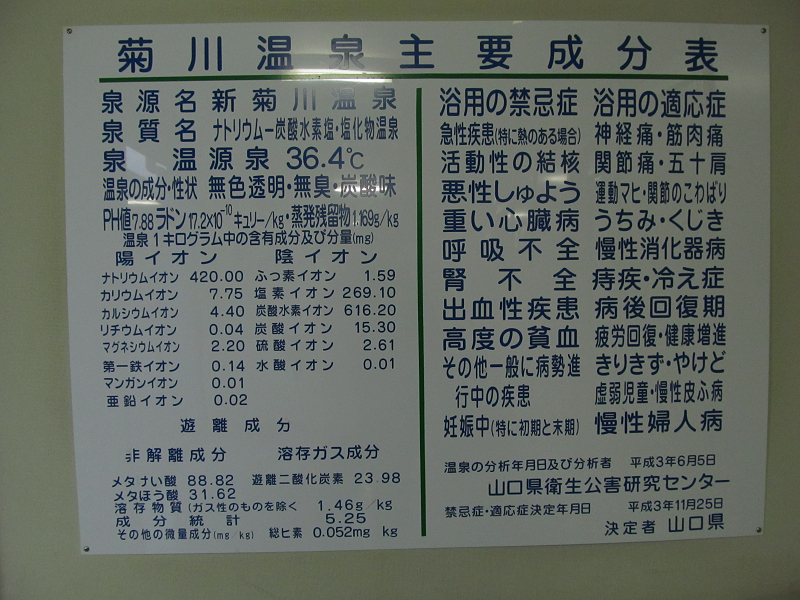 菊川温泉主要成分表
泉源名 新菊川温泉
泉質名 ナトリウムー炭酸水素塩・塩化物温泉
泉温源泉 36.4℃
温泉の成分・性状 無色透明・無臭・炭酸味
PH値7.88 ラドン17.2×10⁻¹⁰キュリー/kg・蒸発残留物1.169g/kg
温泉1キログラム中の含有成分及び分量(mg)
陽イオン 陰イオン
ナトリウムイオン 420.00 ふっ素イオン 1.59
カリウムイオン 7.75 塩素イオン 269.10
カルシウムイオン 4.40 炭酸水素イオン 616.20
リチウムイオン 0.04 炭酸イオン 15.30
マグネシウムイオン 2.20 硫酸イオン 2.61
第一鉄イオン 0.14 水酸イオン 0.01
マンガンイオン 0.01
亜鉛イオン 0.02
遊離成分
非解離成分 溶存ガス成分
メタけい酸 88.82 遊離二酸化炭素 23.98
メタほう酸 31.62
溶存物質(ガス性のものを除く 1.46g/kg
成分統計 5.25
その他の微量成分(mg/kg) 総ヒ素 0.052mg kg
浴用の禁忌症 浴用の適応症
急性疾患(特に熱のある場合) 神経痛・筋肉痛
活動性の結核 関節痛・五十肩
悪性しゅよう 運動マヒ・関節のこわばり
重い心臓病 うちみ・くじき
呼吸不全 慢性消化器病
腎不全 痔疾・冷え症
出血性疾患 病後回復期
高度の貧血 疲労回復・健康増進
その他一般に病勢進 きりきず・やけど
行中の疾患 虚弱児童・慢性皮ふ病
妊娠中(特に初期と末期) 慢性婦人病
温泉の分析年月日及び分析者 平成3年6月5日
山口県衛生公害研究センター
禁忌症・適応症決定年月日 平成3年11月25日
決定者 山口県